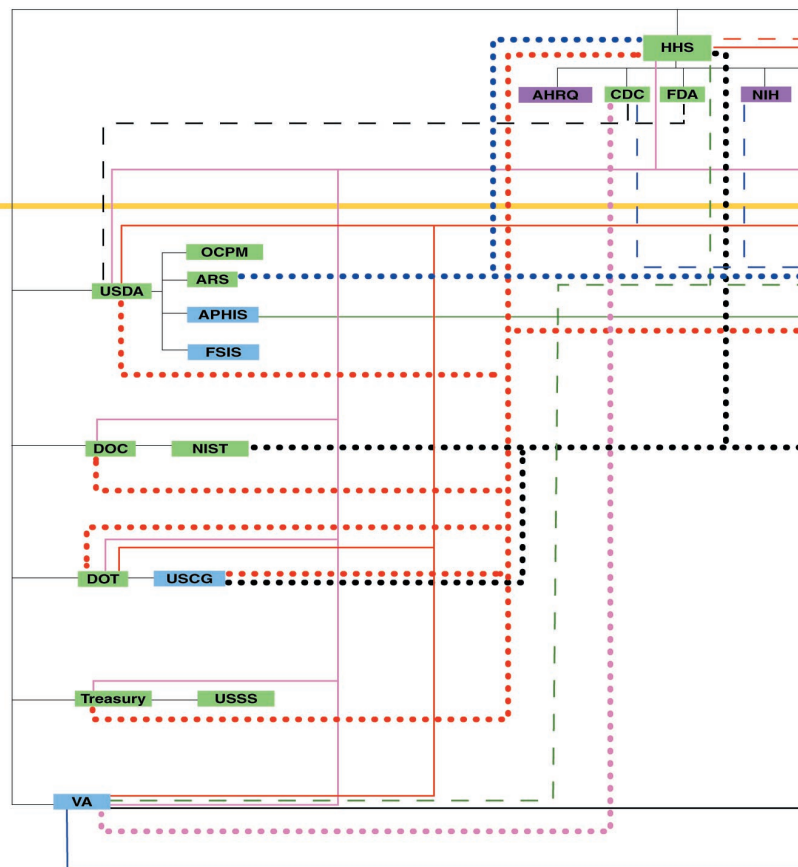 HHS
AHRQ CDC FDA NIH
OCPM
ARS
USDA
APHIS
FSIS
DOC NIST
DOT USCG
Treasury USSS
VA